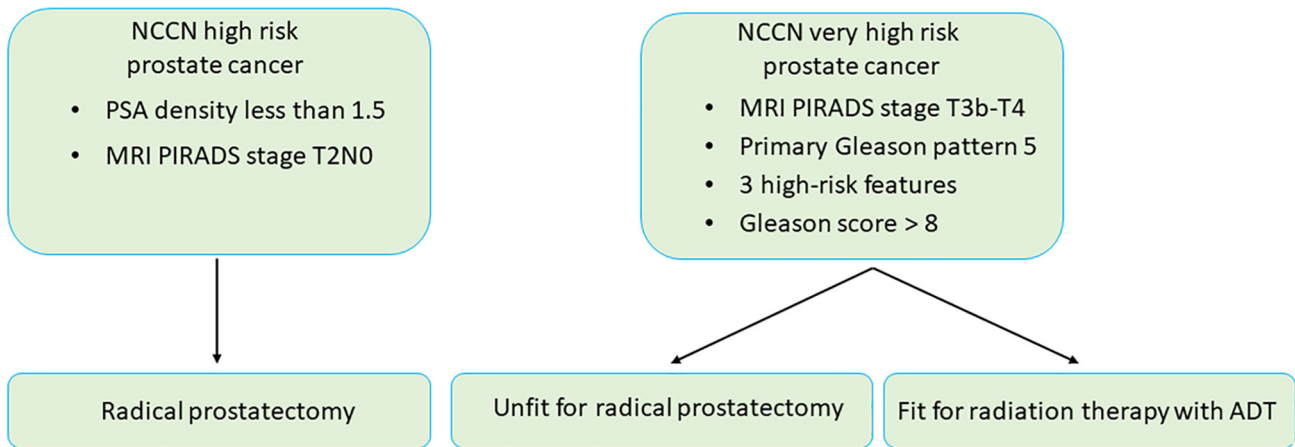 NCCN high risk
prostate cancer
• PSA density less than 1.5
• MRI PIRADS stage T2N0
NCCN very high risk
prostate cancer
• MRI PIRADS stage T3b-T4
• Primary Gleason pattern 5
• 3 high-risk features
• Gleason score > 8
Radical prostatectomy
Unfit for radical prostatectomy
Fit for radiation therapy with ADT